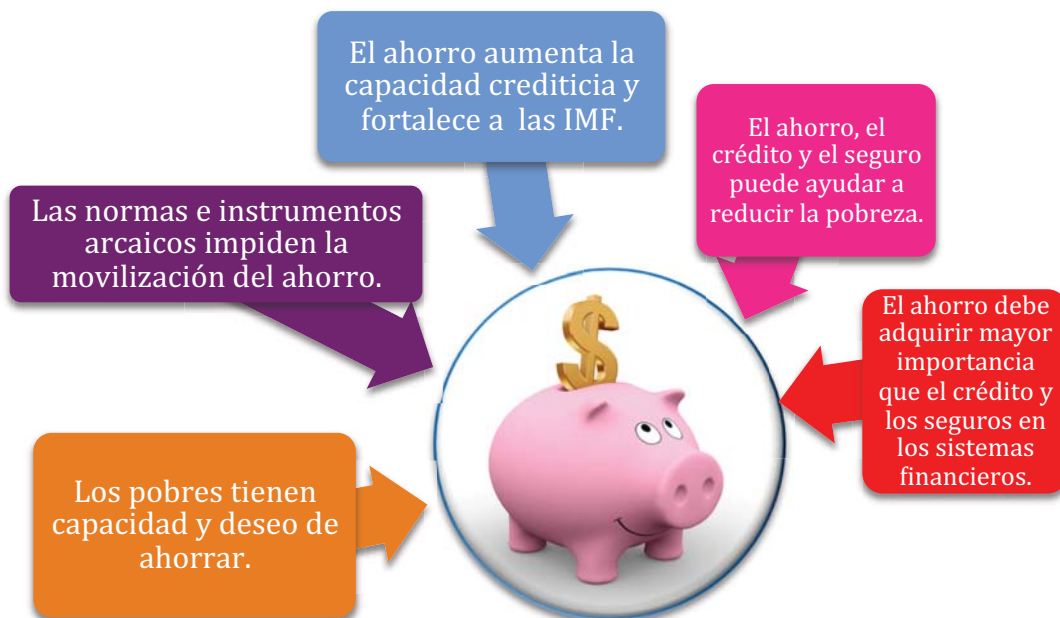 El ahorro aumenta la
capacidad crediticia y
fortalece a las IMF.
El ahorro, el
crédito y el seguro
puede ayudar a
reducir la pobreza.
Las normas e instrumentos
arcaicos impiden la
movilización del ahorro.
El ahorro debe
adquirir mayor
importancia
que el crédito y
los seguros en
los sistemas
financieros.
Los pobres tienen
capacidad y deseo de
ahorrar.